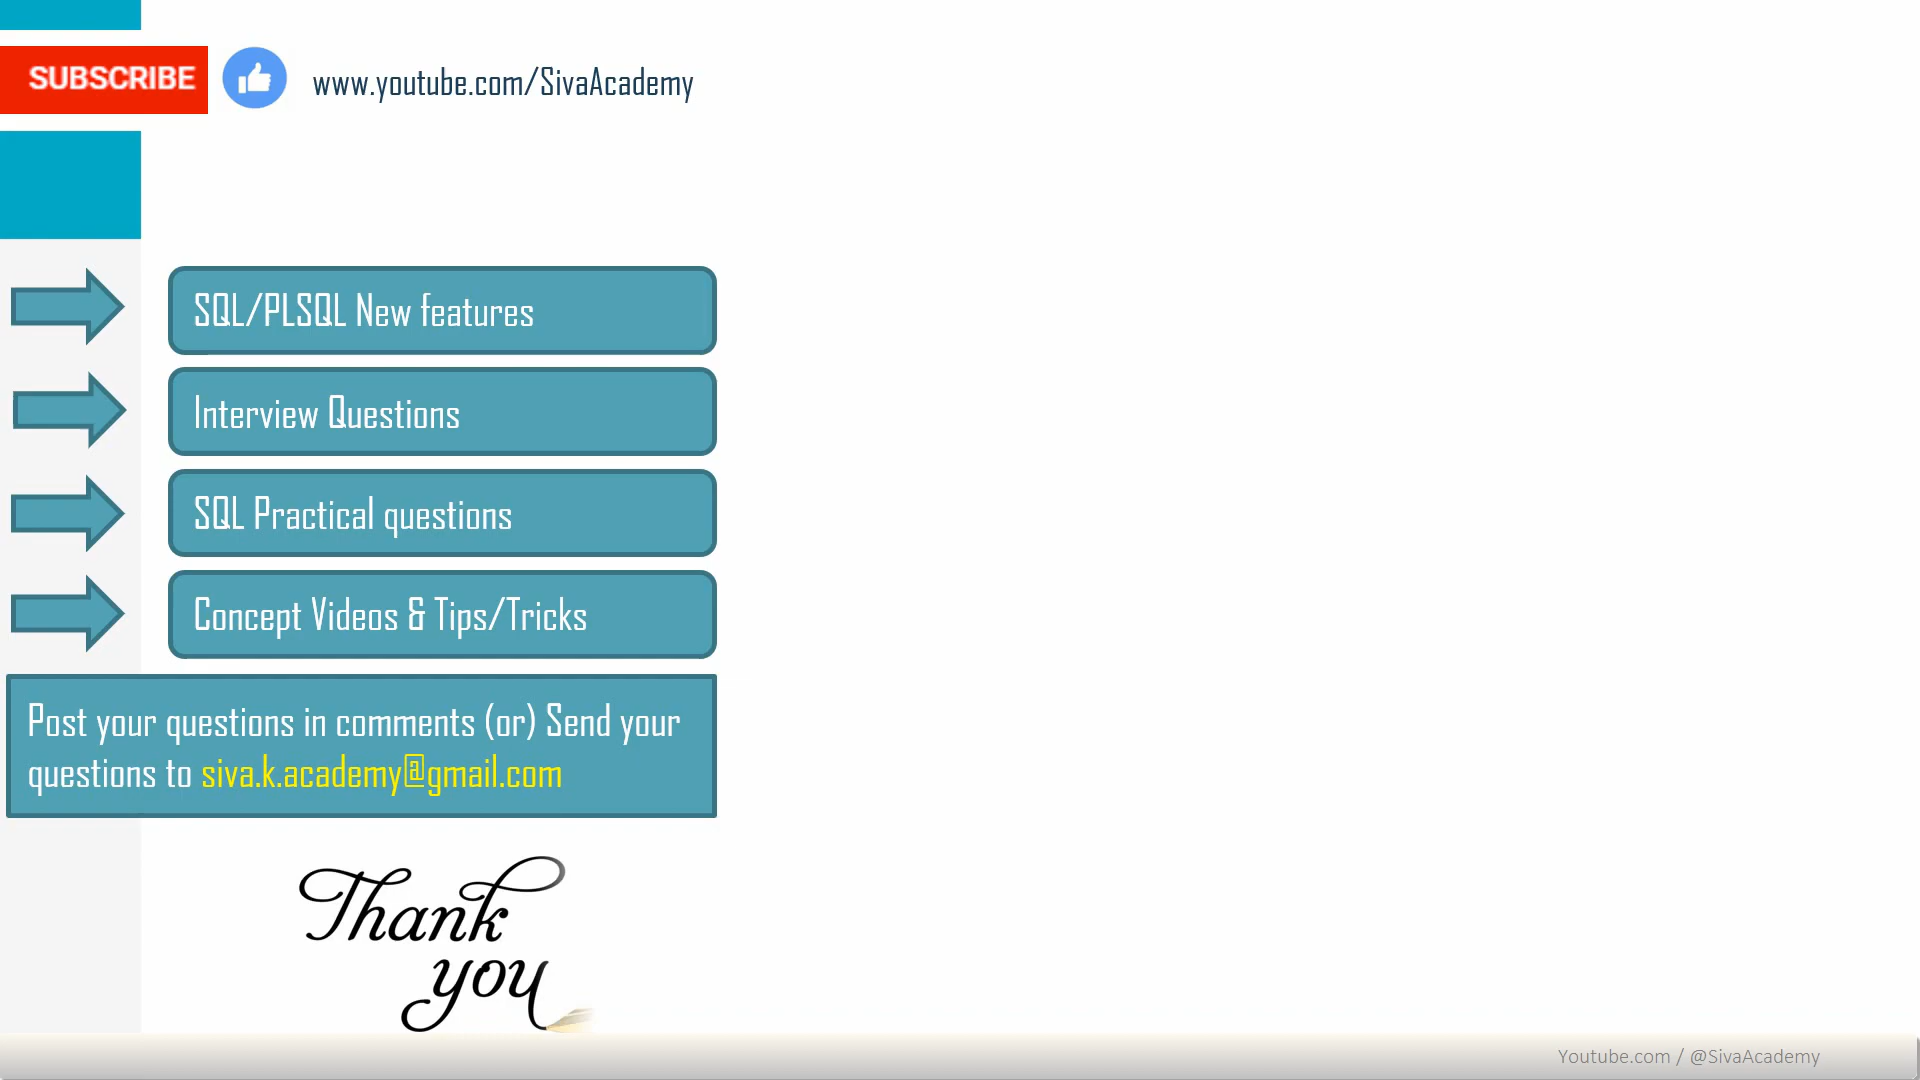 SUBSCRIBE
www.youtube.com/SivaAcademy
SQL/PLSQL New features
Interview Questions
SQL Practical questions
Concept Videos & Tips/Tricks
Post your questions in comments (or) Send your
questions to siva.k.academy@gmail.com
Thank
you
Youtube.com / @SivaAcademy